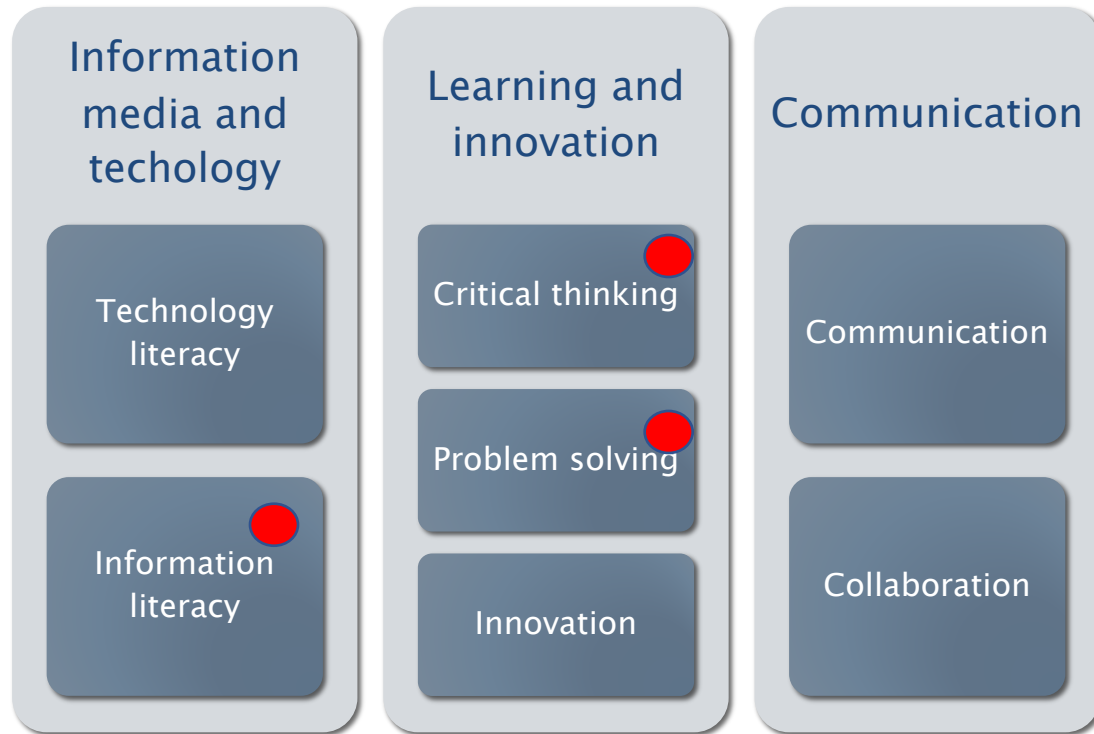 Information
media and
techology
Technology
literacy
Information
literacy
Learning and
innovation
Critical thinking
Problem solving
Innovation
Communication
Communication
Collaboration